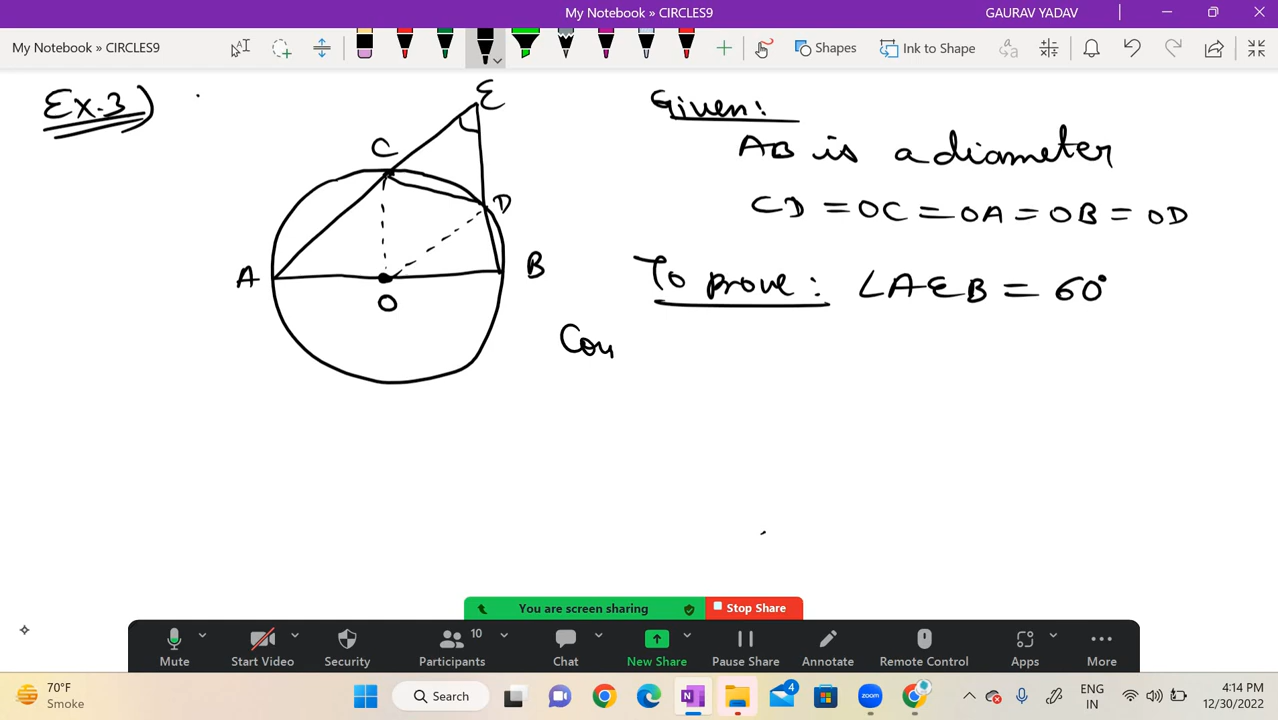 My Notebook » CIRCLES9
GAURAV YADAV
My Notebook » CIRCLES9
Shapes
Ink to Shape
Ex-3)
E
C
D
A
B
O
Given:
AB is a diameter
CD = OC = OA = OB = OD
To prove: ∠AEB = 60°
Con
You are screen sharing
Stop Share
Mute
Start Video
Security
Participants
10
Chat
New Share
Pause Share
Annotate
Remote Control
Apps
More
70°F
Smoke
Search
4
zoom
ENG
IN
4:14 PM
12/30/2022